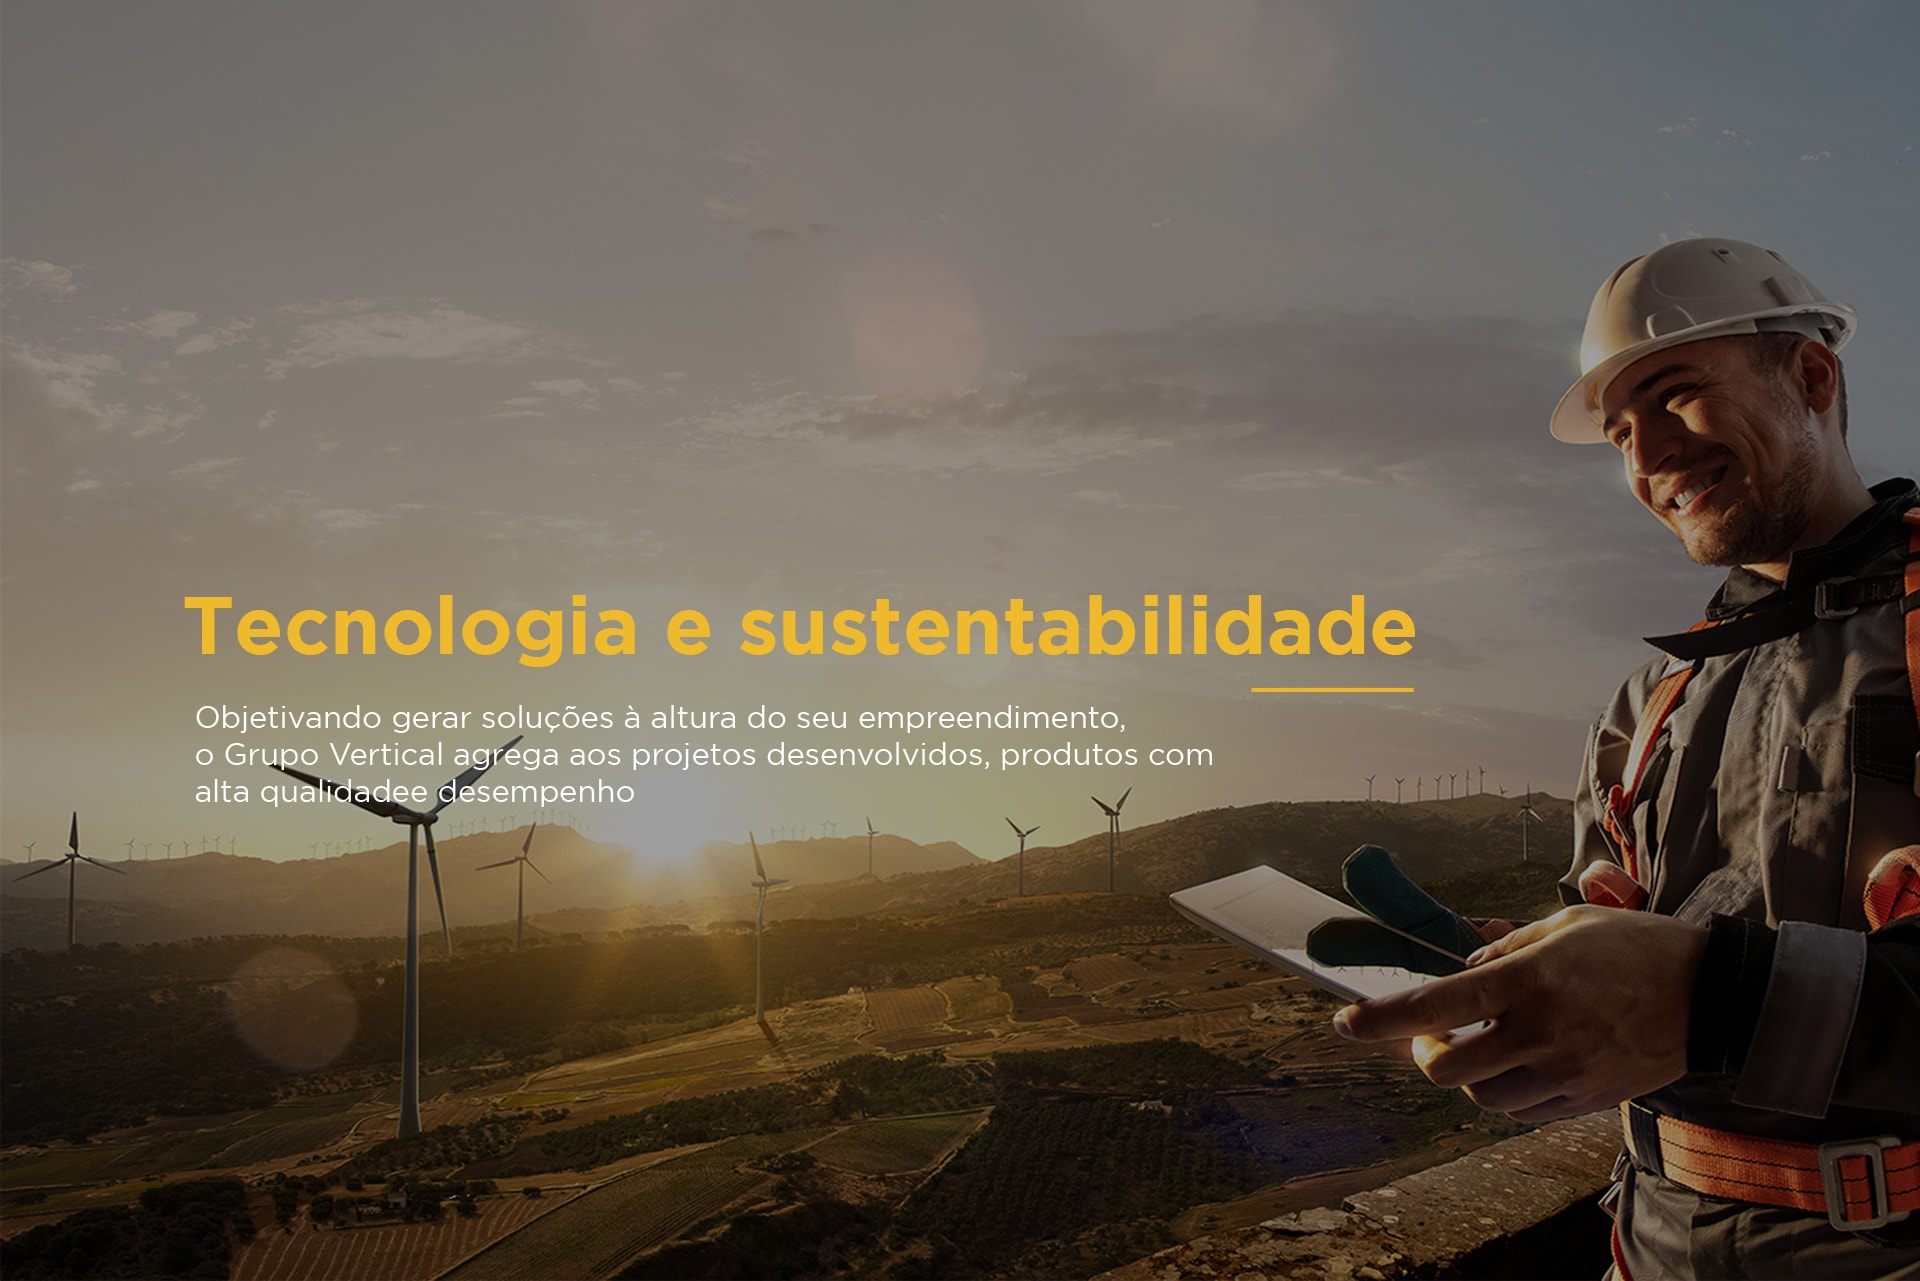 Tecnologia e sustentabilidade
Objetivando gerar soluções à altura do seu empreendimento,
o Grupo Vertical agrega aos projetos desenvolvidos, produtos com
alta qualidadee desempenho